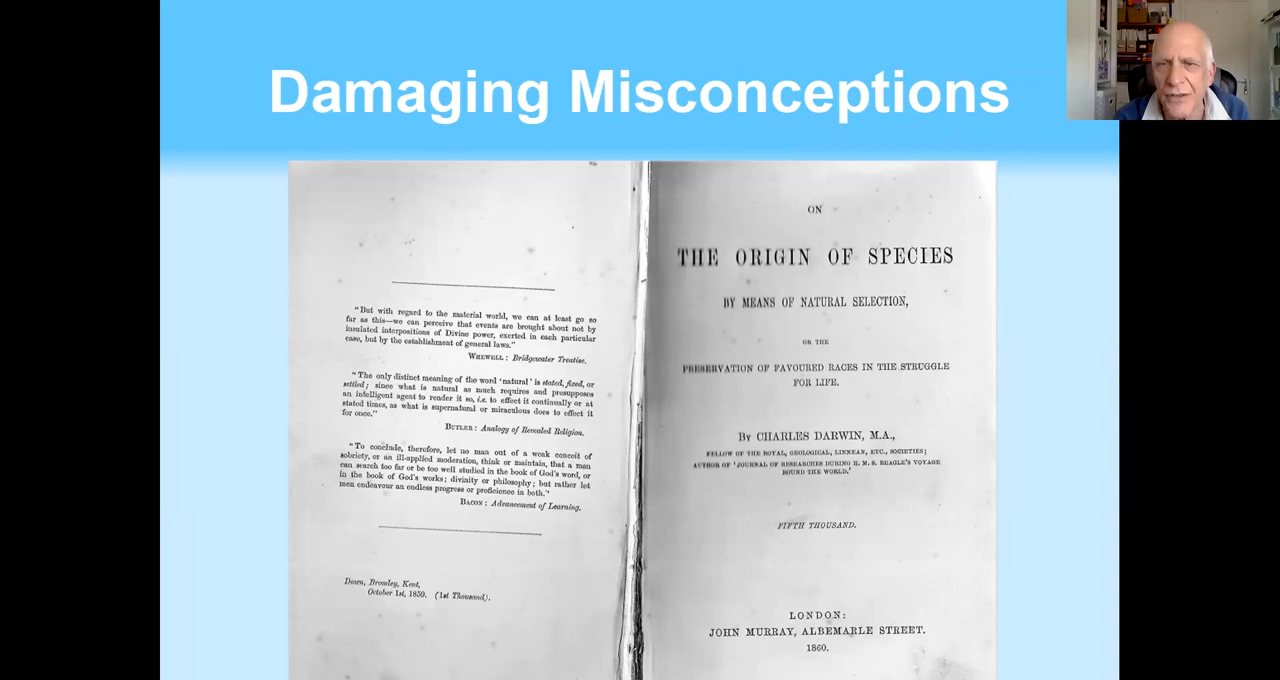 Damaging Misconceptions
"But with regard to the material world, we can at least go so
far as this—we can perceive that events are brought about not by
insulated interpositions of Divine power, exerted in each particular
case, but by the establishment of general laws."
WHEWELL: Bridgewater Treatise.
"The only distinct meaning of the word 'natural' is stated, fixed, or
settled; since what is natural as much requires and presupposes
an intelligent agent to render it so, i.e. to effect it continually or at
stated times, as what is supernatural or miraculous does to effect it
for once."
BUTLER: Analogy of Revealed Religion.
"To conclude, therefore, let no man out of a weak conceit of
sobriety, or an ill-applied moderation, think or maintain, that a man
can search too far or be too well studied in the book of God's word, or
in the book of God's works; divinity or philosophy; but rather let
men endeavour an endless progress or proficience in both."
BACON: Advancement of Learning.
Down, Bromley, Kent,
October 1st, 1859. (1st Thousand).
ON
THE ORIGIN OF SPECIES
BY MEANS OF NATURAL SELECTION,
OR THE
PRESERVATION OF FAVOURED RACES IN THE STRUGGLE
FOR LIFE.
BY CHARLES DARWIN, M.A.,
FELLOW OF THE ROYAL, GEOLOGICAL, LINNEAN, ETC., SOCIETIES;
AUTHOR OF 'JOURNAL OF RESEARCHES DURING H. M. S. BEAGLE'S VOYAGE
ROUND THE WORLD.'
FIFTH THOUSAND.
LONDON:
JOHN MURRAY, ALBEMARLE STREET.
1860.